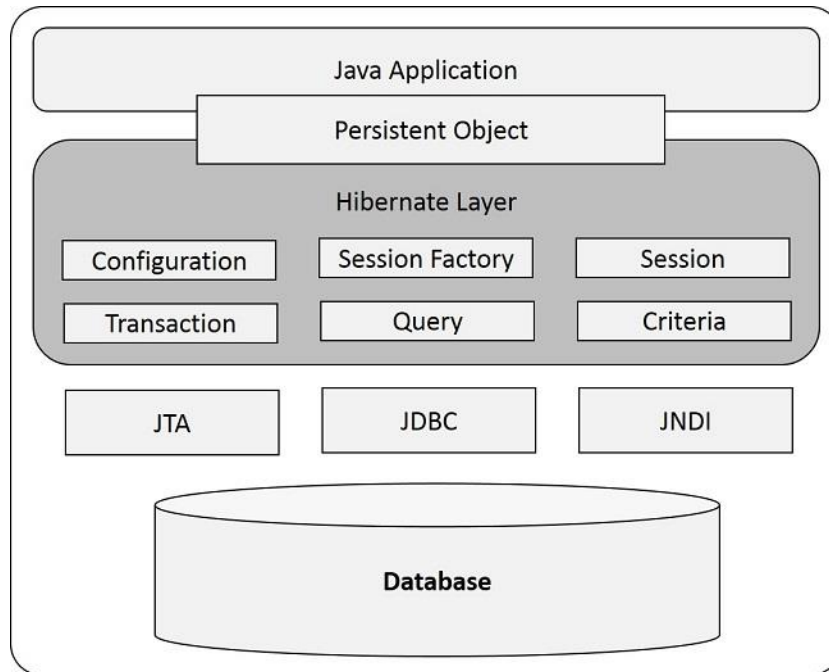 Java Application
Persistent Object
Hibernate Layer
Configuration Session Factory Session
Transaction Query Criteria
JTA JDBC JNDI
Database